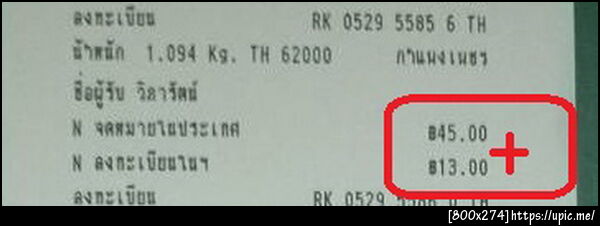 ลงทะเบียน RK 0529 5585 6 TH
น้ำหนัก 1.094 Kg. TH 62000 กำแพงเพชร
ชื่อผู้รับ วิลารัตน์
N จดหมายในประเทศ ฿45.00
N ลงทะเบียนในฯ ฿13.00
+
ลงทะเบียน RK 0529 TH
[800x274] https://upic.me/